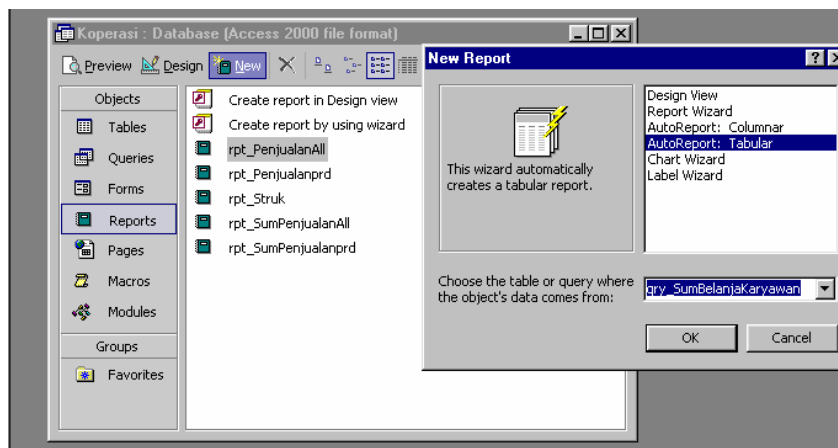 Koperasi : Database (Access 2000 file format)
Preview Design New
Objects
Tables
Queries
Forms
Reports
Pages
Macros
Modules
Groups
Favorites
Create report in Design view
Create report by using wizard
rpt_PenjualanAll
rpt_Penjualanprd
rpt_Struk
rpt_SumPenjualanAll
rpt_SumPenjualanprd
New Report
This wizard automatically
creates a tabular report.
Design View
Report Wizard
AutoReport: Columnar
AutoReport: Tabular
Chart Wizard
Label Wizard
Choose the table or query where
the object's data comes from:
qry_SumBelanjaKaryawan
OK
Cancel